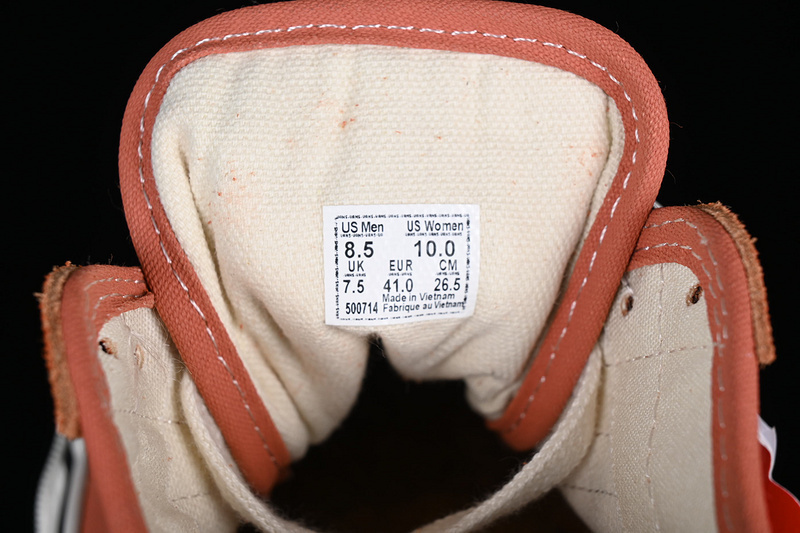 US Men US Women
8.5 10.0
UK EUR CM
7.5 41.0 26.5
Made in Vietnam
500714 Fabrique au Vietnam